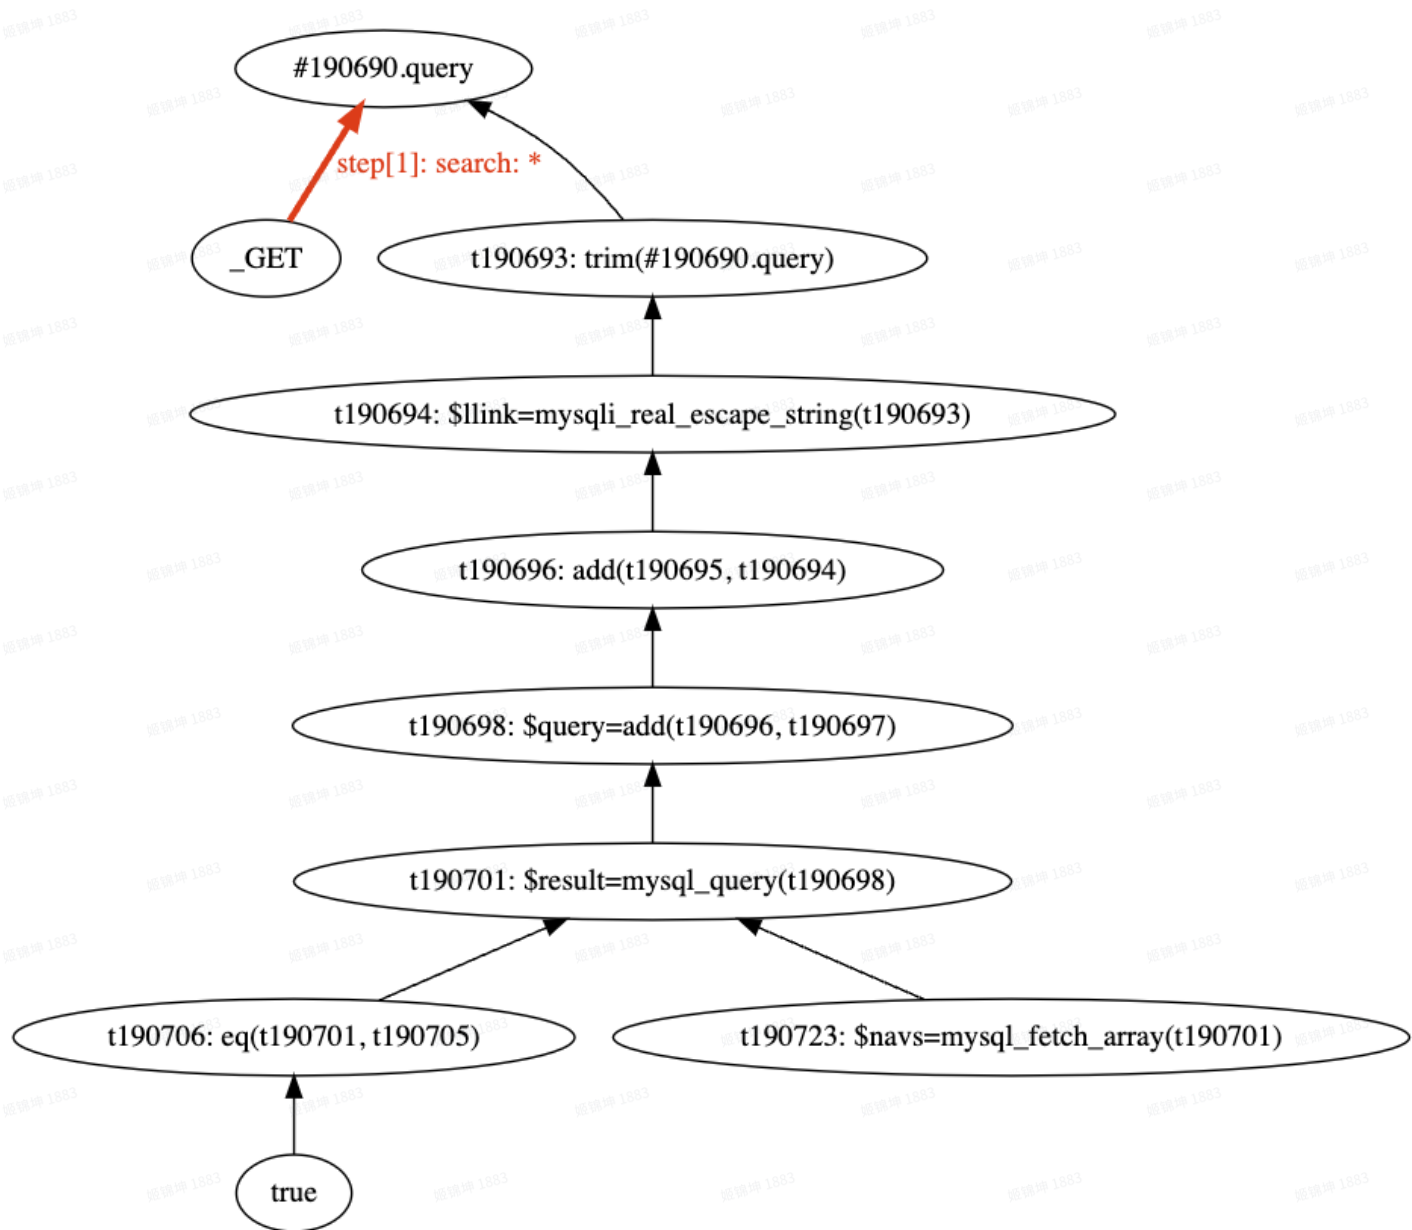 #190690.query
step[1]: search: *
_GET
t190693: trim(#190690.query)
t190694: $llink=mysqli_real_escape_string(t190693)
t190696: add(t190695, t190694)
t190698: $query=add(t190696, t190697)
t190701: $result=mysql_query(t190698)
t190706: eq(t190701, t190705)
t190723: $navs=mysql_fetch_array(t190701)
true